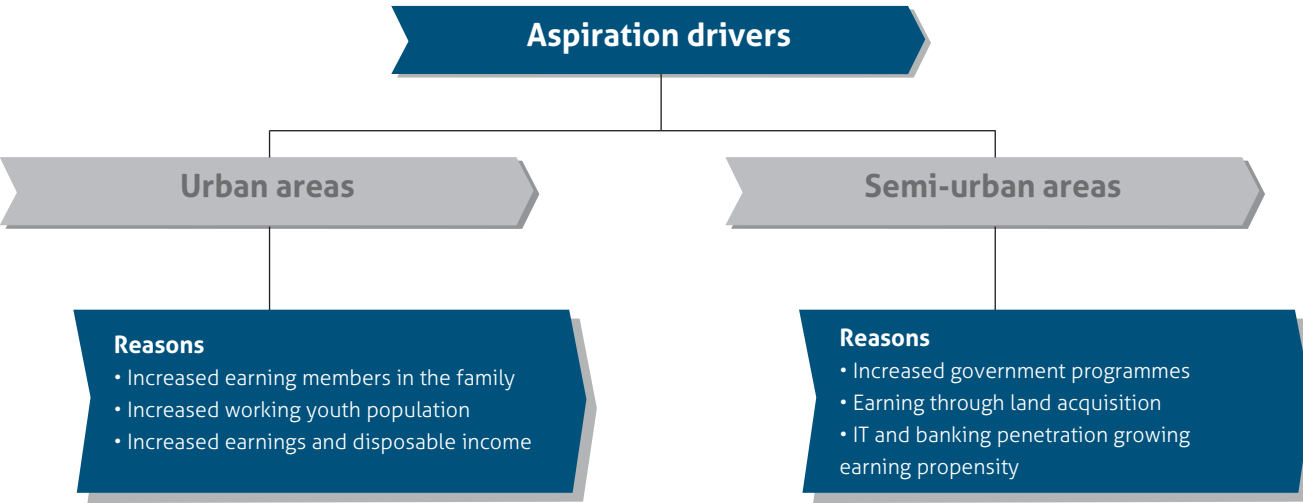 Aspiration drivers
Urban areas
Semi-urban areas
Reasons
• Increased earning members in the family
• Increased working youth population
• Increased earnings and disposable income
Reasons
• Increased government programmes
• Earning through land acquisition
• IT and banking penetration growing
earning propensity